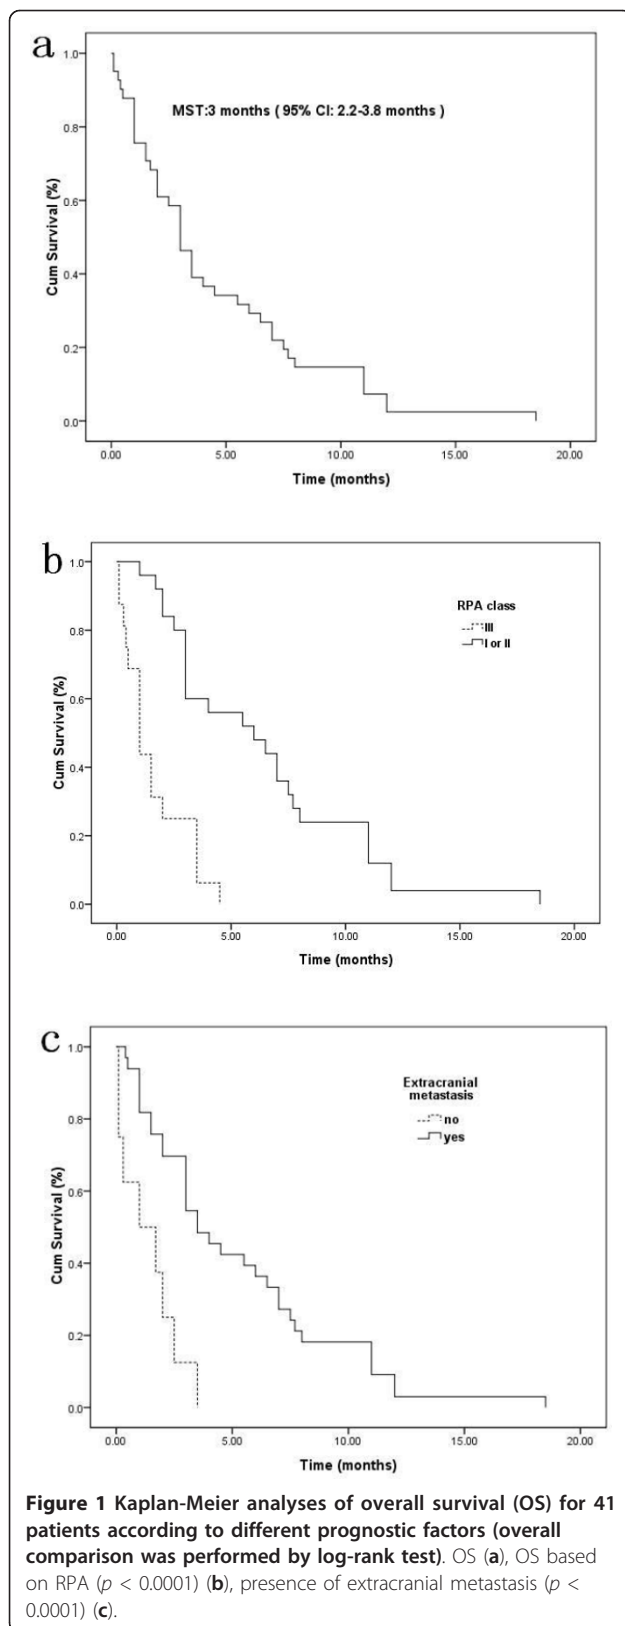 a
1.0
0.8
0.6
0.4
0.2
0.0
Cum Survival (%)
MST:3 months ( 95% CI: 2.2-3.8 months )
0.00 5.00 10.00 15.00 20.00
Time (months)
b
1.0
0.8
0.6
0.4
0.2
0.0
Cum Survival (%)
RPA class
III
I or II
0.00 5.00 10.00 15.00 20.00
Time (months)
c
1.0
0.8
0.6
0.4
0.2
0.0
Cum Survival (%)
Extracranial
metastasis
no
yes
0.00 5.00 10.00 15.00 20.00
Time (months)
Figure 1 Kaplan-Meier analyses of overall survival (OS) for 41
patients according to different prognostic factors (overall
comparison was performed by log-rank test). OS (a), OS based
on RPA (p < 0.0001) (b), presence of extracranial metastasis (p <
0.0001) (c).